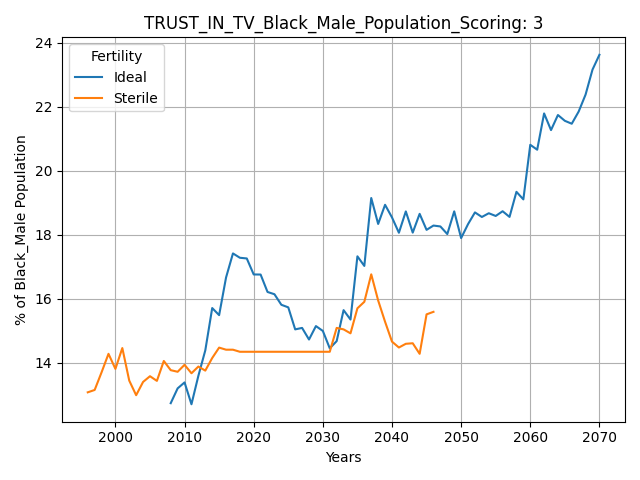 TRUST_IN_TV_Black_Male_Population_Scoring: 3
Fertility
Ideal
Sterile
% of Black_Male Population
24
22
20
18
16
14
2000 2010 2020 2030 2040 2050 2060 2070
Years